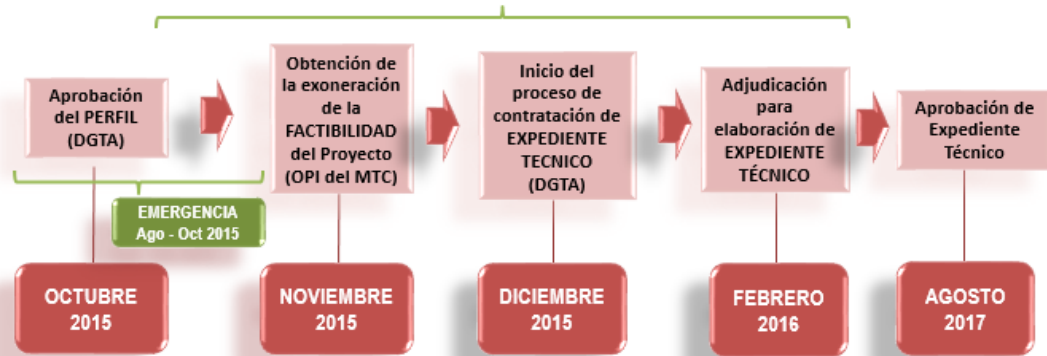 Aprobación
del PERFIL
(DGTA)
Obtención de
la exoneración
de la
FACTIBILIDAD
del Proyecto
(OPI del MTC)
Inicio del
proceso de
contratación de
EXPEDIENTE
TECNICO
(DGTA)
Adjudicación
para
elaboración de
EXPEDIENTE
TÉCNICO
Aprobación de
Expediente
Técnico
EMERGENCIA
Ago - Oct 2015
OCTUBRE
2015
NOVIEMBRE
2015
DICIEMBRE
2015
FEBRERO
2016
AGOSTO
2017